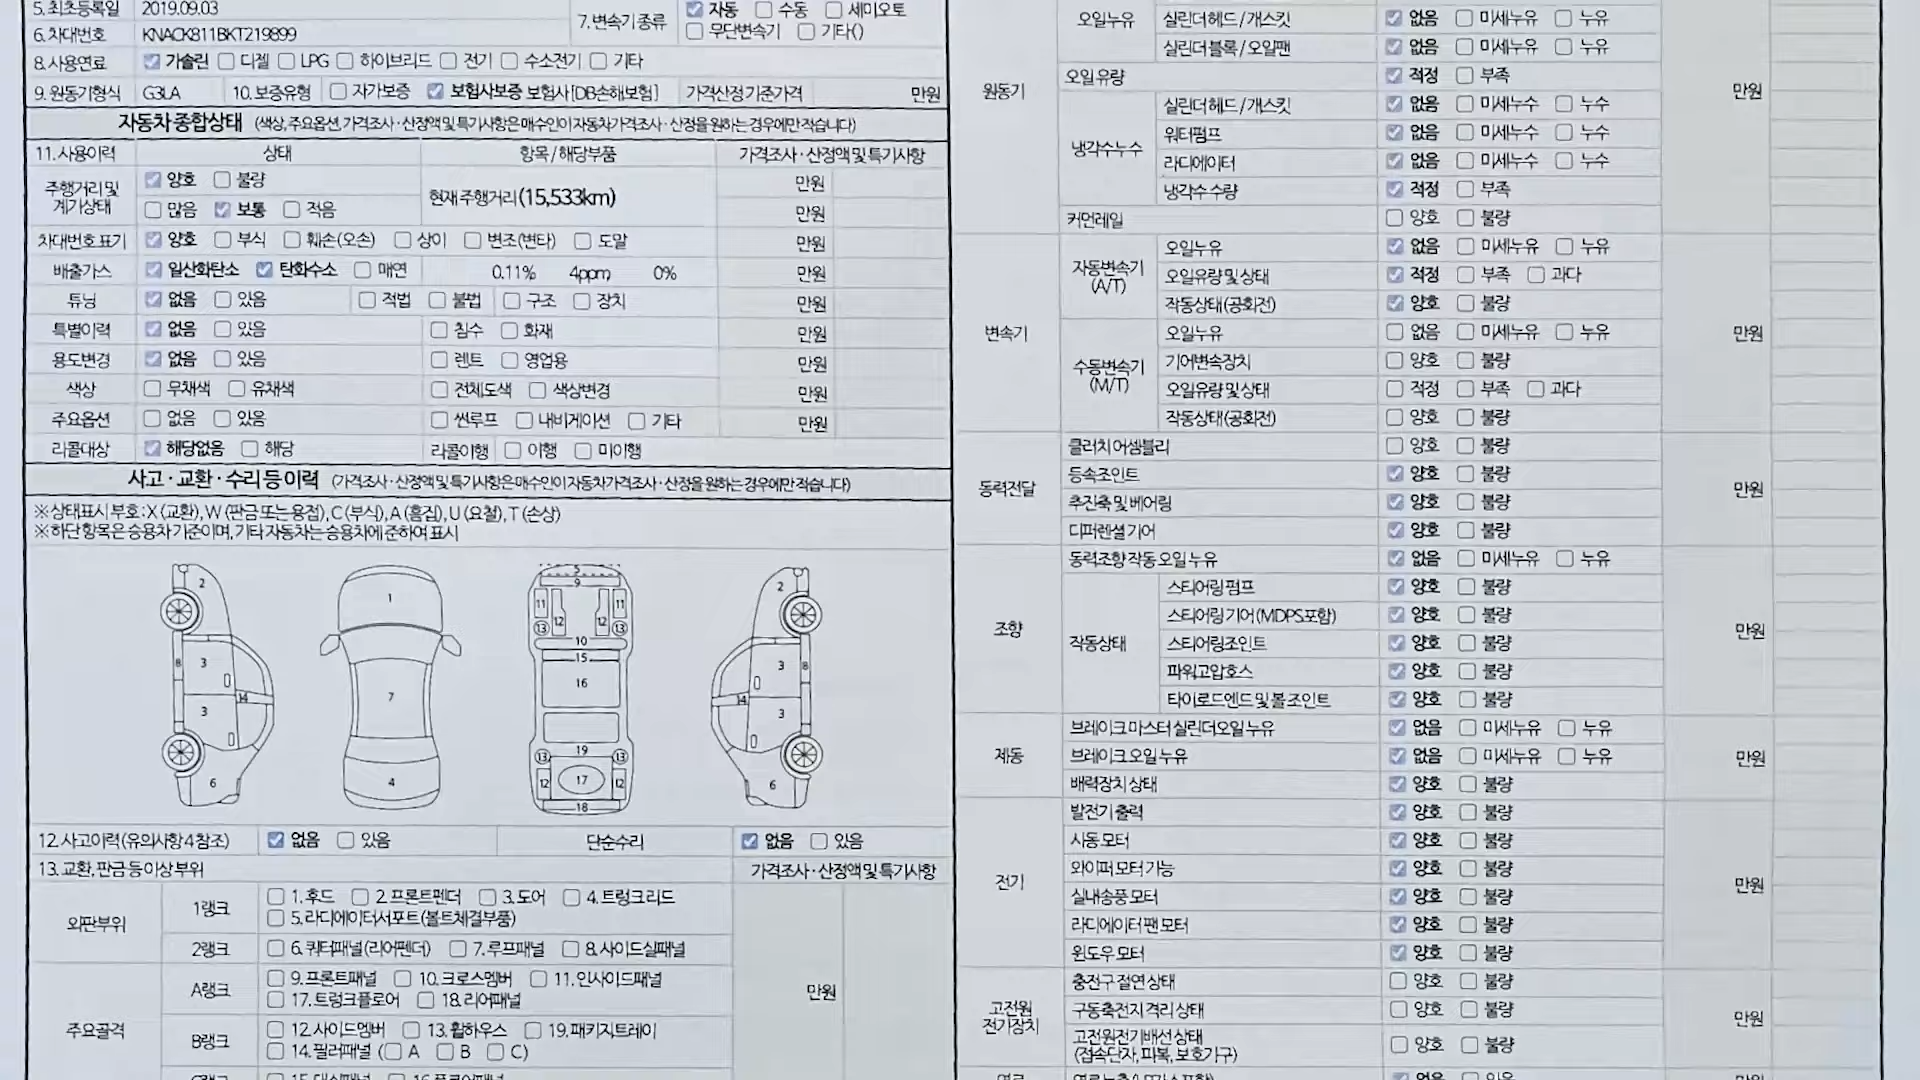 5. 최초등록일 2019.09.03 7. 변속기 종류 ☑ 자동 ☐ 수동 ☐ 세미오토
6. 차대번호 KNACK811BKT219899 ☐ 무단변속기 ☐ 기타( )
8. 사용연료 ☑ 가솔린 ☐ 디젤 ☐ LPG ☐ 하이브리드 ☐ 전기 ☐ 수소전기 ☐ 기타
9. 원동기형식 G3LA 10. 보증유형 ☐ 자가보증 ☑ 보험사보증 보험사 [DB손해보험] 가격산정 기준가격 만원
자동차 종합상태 (색상, 주요옵션, 가격조사·산정액 및 특기사항은 매수인이 자동차가격조사·산정을 원하는 경우에만 적습니다)
11. 사용이력 상태 항목 / 해당부품 가격조사·산정액 및 특기사항
주행거리 및 계기상태 ☑ 양호 ☐ 불량 현재 주행거리 (15,533km) 만원
☐ 많음 ☑ 보통 ☐ 적음 만원
차대번호 표기 ☑ 양호 ☐ 부식 ☐ 훼손(오손) ☐ 상이 ☐ 변조(변타) ☐ 도말 만원
배출가스 ☑ 일산화탄소 ☑ 탄화수소 ☐ 매연 0.11% 4ppm 0% 만원
튜닝 ☑ 없음 ☐ 있음 ☐ 적법 ☐ 불법 ☐ 구조 ☐ 장치 만원
특별이력 ☑ 없음 ☐ 있음 ☐ 침수 ☐ 화재 만원
용도변경 ☑ 없음 ☐ 있음 ☐ 렌트 ☐ 영업용 만원
색상 ☐ 무채색 ☐ 유채색 ☐ 전체도색 ☐ 색상변경 만원
주요옵션 ☐ 없음 ☐ 있음 ☐ 썬루프 ☐ 내비게이션 ☐ 기타 만원
리콜대상 ☑ 해당없음 ☐ 해당 리콜이행 ☐ 이행 ☐ 미이행
사고·교환·수리 등 이력 (가격조사·산정액 및 특기사항은 매수인이 자동차가격조사·산정을 원하는 경우에만 적습니다)
※ 상태표시 부호 : X (교환), W (판금 또는 용접), C (부식), A (흠집), U (요철), T (손상)
※ 하단 항목은 승용차 기준이며, 기타 자동차는 승용차에 준하여 표시
2 8 3 14 3 6
1 7 4
5 9 11 11 12 12 13 13 10 15 16 19 13 13 12 17 12 18
2 3 8 14 3 6
12. 사고이력 (유의사항 4 참조) ☑ 없음 ☐ 있음 단순수리 ☑ 없음 ☐ 있음
13. 교환, 판금 등 이상 부위 가격조사·산정액 및 특기사항
외판부위 1랭크 ☐ 1. 후드 ☐ 2. 프론트펜더 ☐ 3. 도어 ☐ 4. 트렁크리드
☐ 5. 라디에이터서포트(볼트체결부품)
2랭크 ☐ 6. 쿼터패널(리어펜더) ☐ 7. 루프패널 ☐ 8. 사이드실패널
주요골격 A랭크 ☐ 9. 프론트패널 ☐ 10. 크로스멤버 ☐ 11. 인사이드패널 만원
☐ 17. 트렁크플로어 ☐ 18. 리어패널
B랭크 ☐ 12. 사이드멤버 ☐ 13. 휠하우스 ☐ 19. 패키지트레이
☐ 14. 필러패널 (☐ A ☐ B ☐ C)
원동기 만원
오일누유 실린더 헤드 / 개스킷 ☑ 없음 ☐ 미세누유 ☐ 누유
실린더 블록 / 오일팬 ☑ 없음 ☐ 미세누유 ☐ 누유
오일 유량 ☑ 적정 ☐ 부족
냉각수누수 실린더 헤드 / 개스킷 ☑ 없음 ☐ 미세누수 ☐ 누수
워터펌프 ☑ 없음 ☐ 미세누수 ☐ 누수
라디에이터 ☑ 없음 ☐ 미세누수 ☐ 누수
냉각수 수량 ☑ 적정 ☐ 부족
커먼레일 ☐ 양호 ☐ 불량
변속기 만원
자동변속기 (A/T) 오일누유 ☑ 없음 ☐ 미세누유 ☐ 누유
오일유량 및 상태 ☑ 적정 ☐ 부족 ☐ 과다
작동상태(공회전) ☑ 양호 ☐ 불량
수동변속기 (M/T) 오일누유 ☐ 없음 ☐ 미세누유 ☐ 누유
기어변속장치 ☐ 양호 ☐ 불량
오일유량 및 상태 ☐ 적정 ☐ 부족 ☐ 과다
작동상태(공회전) ☐ 양호 ☐ 불량
동력전달 만원
클러치 어셈블리 ☐ 양호 ☐ 불량
등속조인트 ☑ 양호 ☐ 불량
추진축 및 베어링 ☑ 양호 ☐ 불량
디퍼렌셜 기어 ☑ 양호 ☐ 불량
조향 만원
동력조향 작동 오일 누유 ☑ 없음 ☐ 미세누유 ☐ 누유
작동상태 스티어링 펌프 ☑ 양호 ☐ 불량
스티어링 기어 (MDPS포함) ☑ 양호 ☐ 불량
스티어링조인트 ☑ 양호 ☐ 불량
파워고압호스 ☑ 양호 ☐ 불량
타이로드엔드 및 볼 조인트 ☑ 양호 ☐ 불량
제동 만원
브레이크 마스터 실린더오일 누유 ☑ 없음 ☐ 미세누유 ☐ 누유
브레이크 오일 누유 ☑ 없음 ☐ 미세누유 ☐ 누유
배력장치 상태 ☑ 양호 ☐ 불량
전기 만원
발전기 출력 ☑ 양호 ☐ 불량
시동 모터 ☑ 양호 ☐ 불량
와이퍼 모터 기능 ☑ 양호 ☐ 불량
실내송풍 모터 ☑ 양호 ☐ 불량
라디에이터 팬 모터 ☑ 양호 ☐ 불량
윈도우 모터 ☑ 양호 ☐ 불량
고전원 전기장치 만원
충전구 절연 상태 ☐ 양호 ☐ 불량
구동축전지 격리 상태 ☐ 양호 ☐ 불량
고전원전기배선 상태 ☐ 양호 ☐ 불량
(접속단자, 피복, 보호기구)